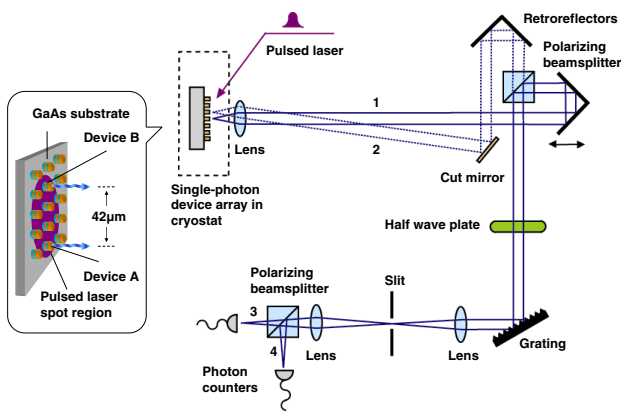 Retroreflectors
Pulsed laser
Polarizing
beamsplitter
GaAs substrate
Device B
1
Lens
2
Cut mirror
Single-photon
device array in
cryostat
42µm
Half wave plate
Device A
Pulsed laser
spot region
Polarizing
beamsplitter
Slit
3
4
Lens
Lens
Grating
Photon
counters